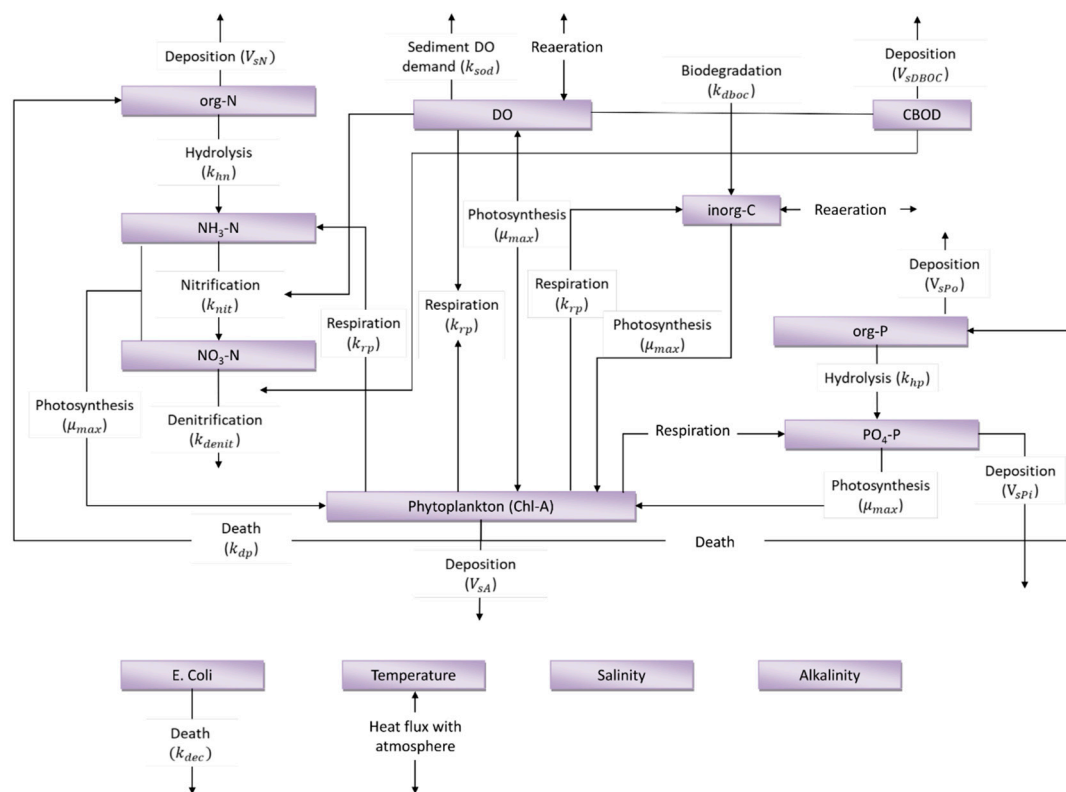 Deposition (V_sN)
Sediment DO
demand (k_sod)
Reaeration
Biodegradation
(k_dboc)
Deposition
(V_sDBOC)
org-N
DO
CBOD
Hydrolysis
(k_hn)
NH₃-N
Photosynthesis
(μ_max)
inorg-C
Reaeration
Nitrification
(k_nit)
Respiration
(k_rp)
Respiration
(k_rp)
Respiration
(k_rp)
Photosynthesis
(μ_max)
Deposition
(V_sPo)
org-P
NO₃-N
Hydrolysis (k_hp)
Photosynthesis
(μ_max)
Denitrification
(k_denit)
Respiration
PO₄-P
Photosynthesis
(μ_max)
Deposition
(V_sPi)
Phytoplankton (Chl-A)
Death
(k_dp)
Death
Deposition
(V_sA)
E. Coli
Temperature
Salinity
Alkalinity
Death
(k_dec)
Heat flux with
atmosphere